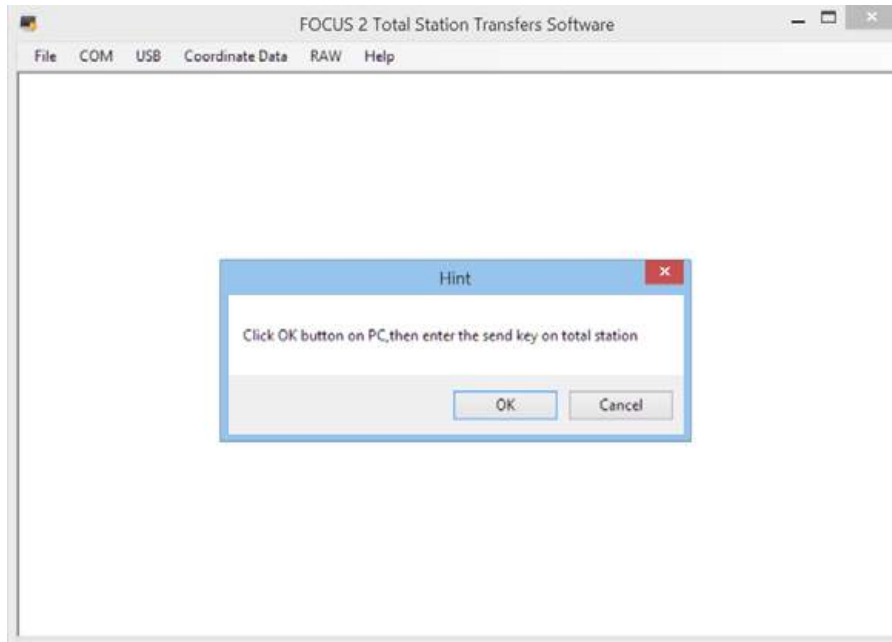 FOCUS 2 Total Station Transfers Software
File COM USB Coordinate Data RAW Help
Hint
Click OK button on PC,then enter the send key on total station
OK Cancel